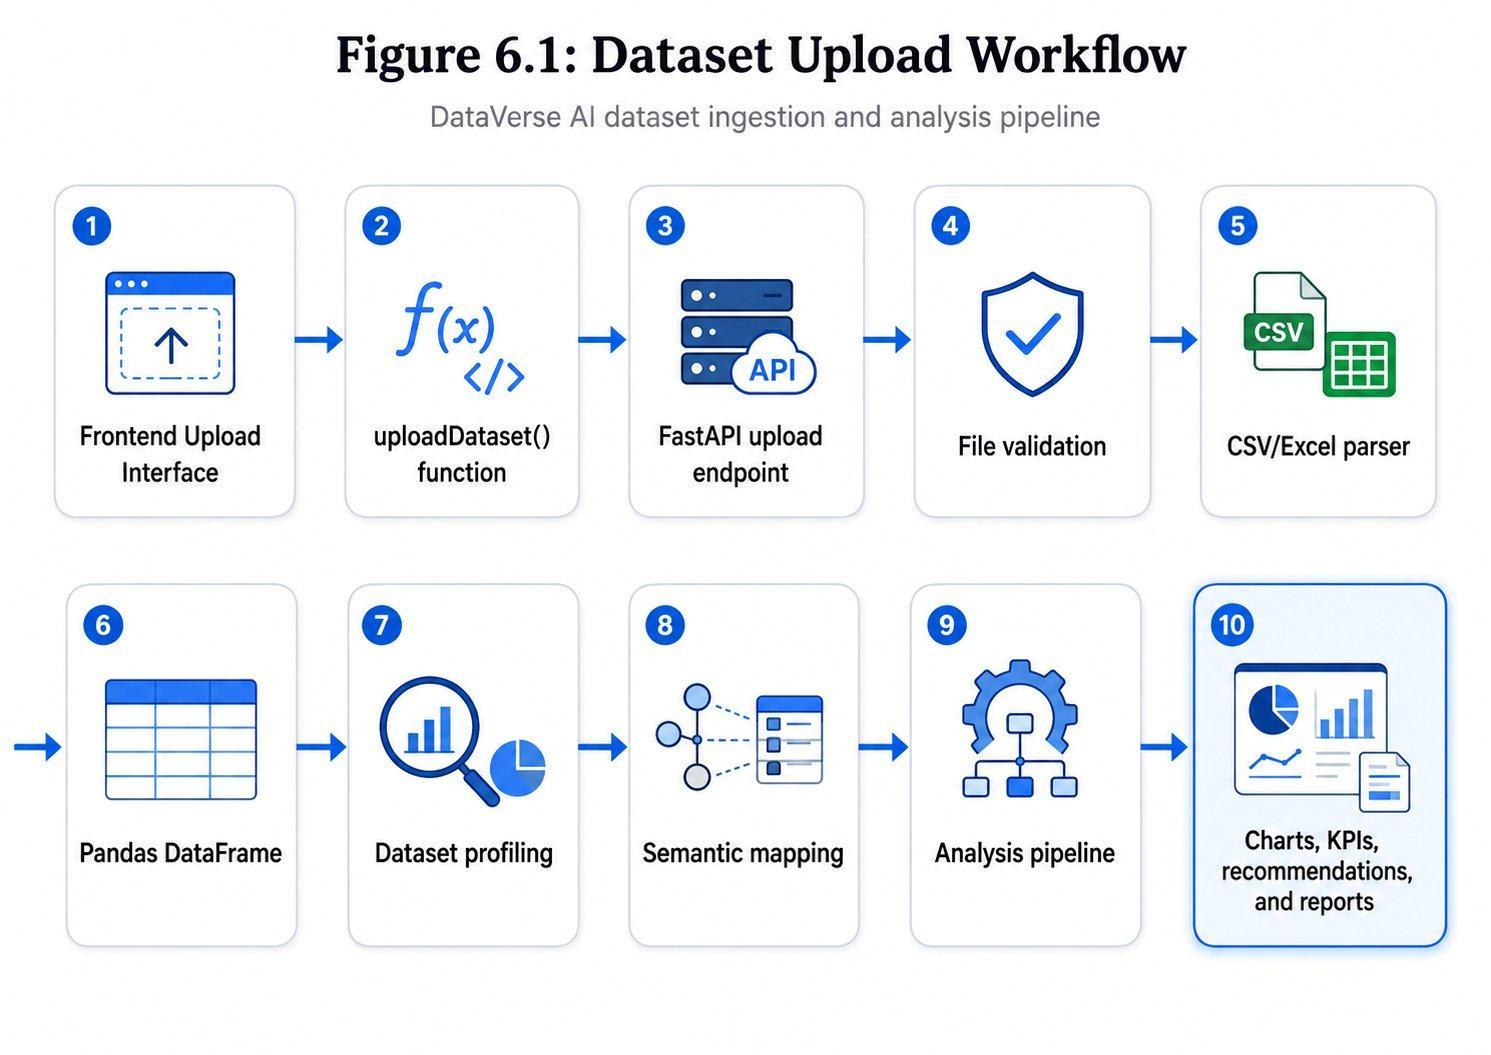 Figure 6.1: Dataset Upload Workflow
DataVerse AI dataset ingestion and analysis pipeline
1
Frontend Upload
Interface
2
f(x)
</>
uploadDataset()
function
3
API
FastAPI upload
endpoint
4
File validation
5
CSV
CSV/Excel parser
6
Pandas DataFrame
7
Dataset profiling
8
Semantic mapping
9
Analysis pipeline
10
Charts, KPIs,
recommendations,
and reports